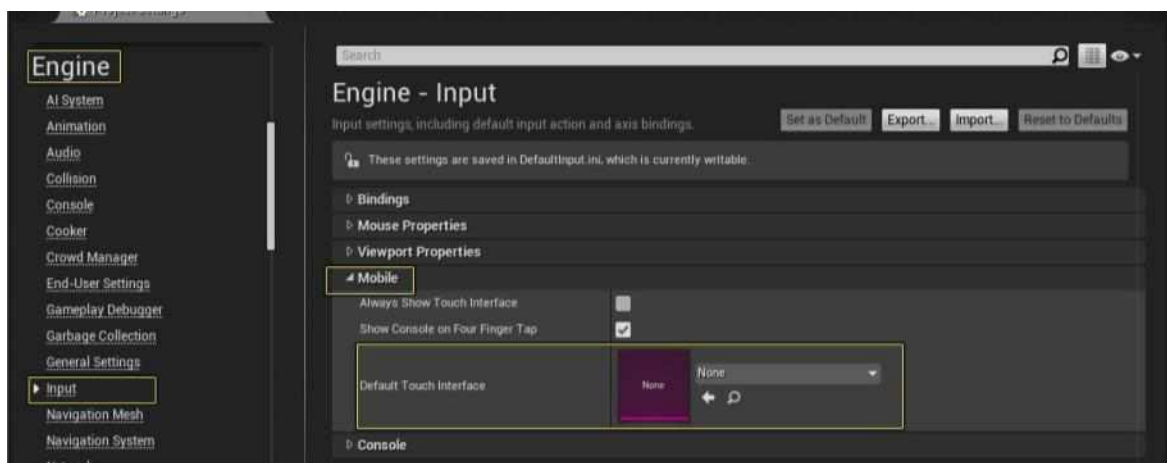 Project Settings
Engine
AI System
Animation
Audio
Collision
Console
Cooker
Crowd Manager
End-User Settings
Gameplay Debugger
Garbage Collection
General Settings
Input
Navigation Mesh
Navigation System
Search
Engine - Input
Input settings, including default input action and axis bindings.
Set as Default Export... Import... Reset to Defaults
These settings are saved in DefaultInput.ini, which is currently writable.
Bindings
Mouse Properties
Viewport Properties
Mobile
Always Show Touch Interface
Show Console on Four Finger Tap
Default Touch Interface
None
None
Console